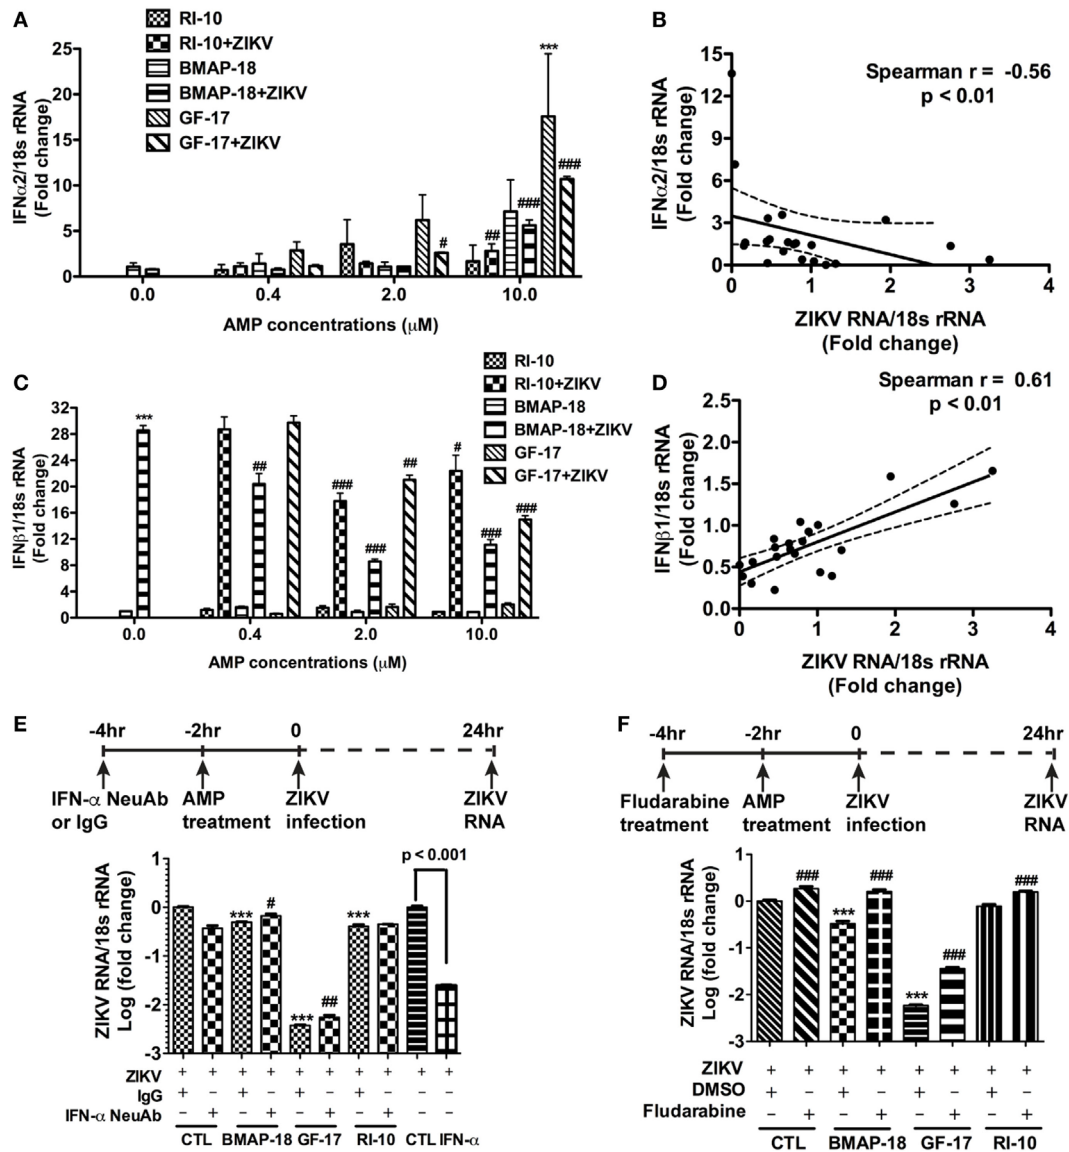 A
RI-10
RI-10+ZIKV
BMAP-18
BMAP-18+ZIKV
GF-17
GF-17+ZIKV
IFNα2/18s rRNA
(Fold change)
25
20
15
10
5
0
***
###
###
##
#
0.0 0.4 2.0 10.0
AMP concentrations (μM)
B
Spearman r = -0.56
p < 0.01
IFNα2/18s rRNA
(Fold change)
15
12
9
6
3
0
0 1 2 3 4
ZIKV RNA/18s rRNA
(Fold change)
C
RI-10
RI-10+ZIKV
BMAP-18
BMAP-18+ZIKV
GF-17
GF-17+ZIKV
IFNβ1/18s rRNA
(Fold change)
32
28
24
20
16
12
8
4
0
*** ## ### ### ## # ### ###
0.0 0.4 2.0 10.0
AMP concentrations (μM)
D
Spearman r = 0.61
p < 0.01
IFNβ1/18s rRNA
(Fold change)
2.5
2.0
1.5
1.0
0.5
0.0
0 1 2 3 4
ZIKV RNA/18s rRNA
(Fold change)
E
-4hr -2hr 0 24hr
IFN-α NeuAb AMP ZIKV ZIKV
or IgG treatment infection RNA
p < 0.001
ZIKV RNA/18s rRNA
Log (fold change)
1
0
-1
-2
-3
*** # *** ## ***
ZIKV + + + + + + + + + +
IgG + − + − + − + − − −
IFN-α NeuAb − + − + − + − + − −
CTL BMAP-18 GF-17 RI-10 CTL IFN-α
F
-4hr -2hr 0 24hr
Fludarabine AMP ZIKV ZIKV
treatment treatment infection RNA
ZIKV RNA/18s rRNA
Log (fold change)
1
0
-1
-2
-3
### *** ### *** ### ###
ZIKV + + + + + + + +
DMSO + − + − + − + −
Fludarabine − + − + − + − +
CTL BMAP-18 GF-17 RI-10